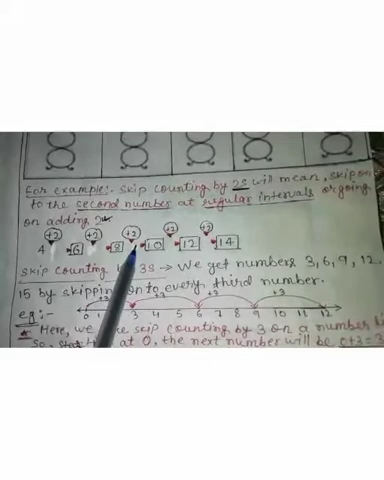 For example:- Skip counting by 2s will mean, skip on
to the second number at regular intervals or going
on adding 2
+2 +2 +2 +2 +2
4 6 8 10 12 14
Skip counting 3s → We get numbers 3, 6, 9, 12,
15 by skipping on to every third number.
+3 +3 +3 +3
eg:-
0 1 3 4 5 6 7 8 9 10 11 12
Here, we are skip counting by 3 on a number
So, at 0, the next number will be 0+3=3